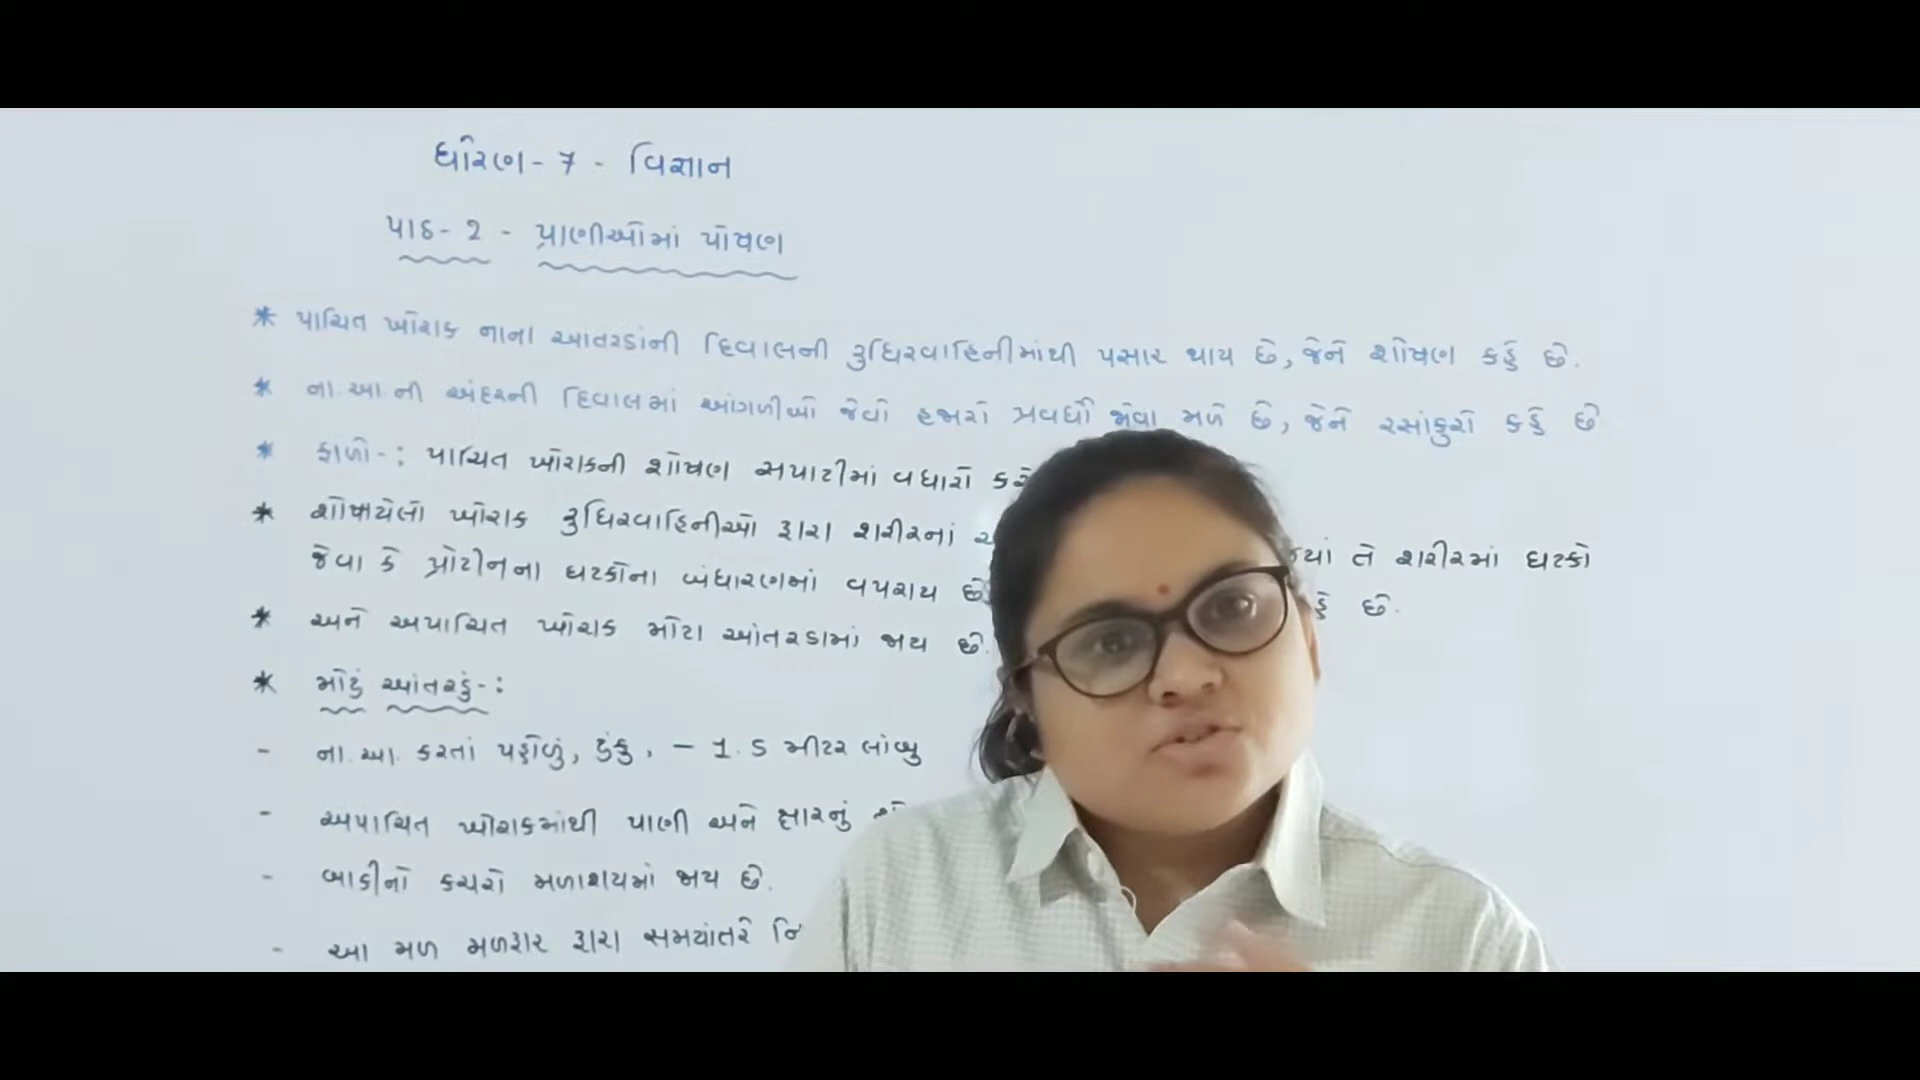 ધોરણ - 7 - વિજ્ઞાન
પાઠ - 2 - પ્રાણીઓમાં પોષણ
* પાચિત ખોરાક નાના આતરડાંની દિવાલની રુધિરવાહિનીમાંથી પસાર થાય છે, જેને શોષણ કહે છે.
* ના.આ.ની અંદરની દિવાલમાં આંગળીઓ જેવો હજારો પ્રવર્ધો જોવા મળે છે, જેને રસાંકુરો કહે છે
* ફાળો-: પાચિત ખોરાકની શોષણ સપાટીમાં વધારો કરે
* શોષાયેલો ખોરાક રુધિરવાહિનીઓ દ્વારા શરીરનાં જ્યાં તે શરીરમાં ઘટકો
જેવા કે પ્રોટીનના ઘટકોના બંધારણમાં વપરાય છે છે.
* અને અપાચિત ખોરાક મોટા આંતરડામાં જાય છે.
* મોટું આંતરડું-:
- ના.આ. કરતાં પહોળું, ટુંકુ, - 1.5 મીટર લાંબુ
- અપાચિત ખોરાકમાંથી પાણી અને ક્ષારનું
- બાકીનો કચરો મળાશયમાં જાય છે.
- આ મળ મળદ્વાર દ્વારા સમયાંતરે